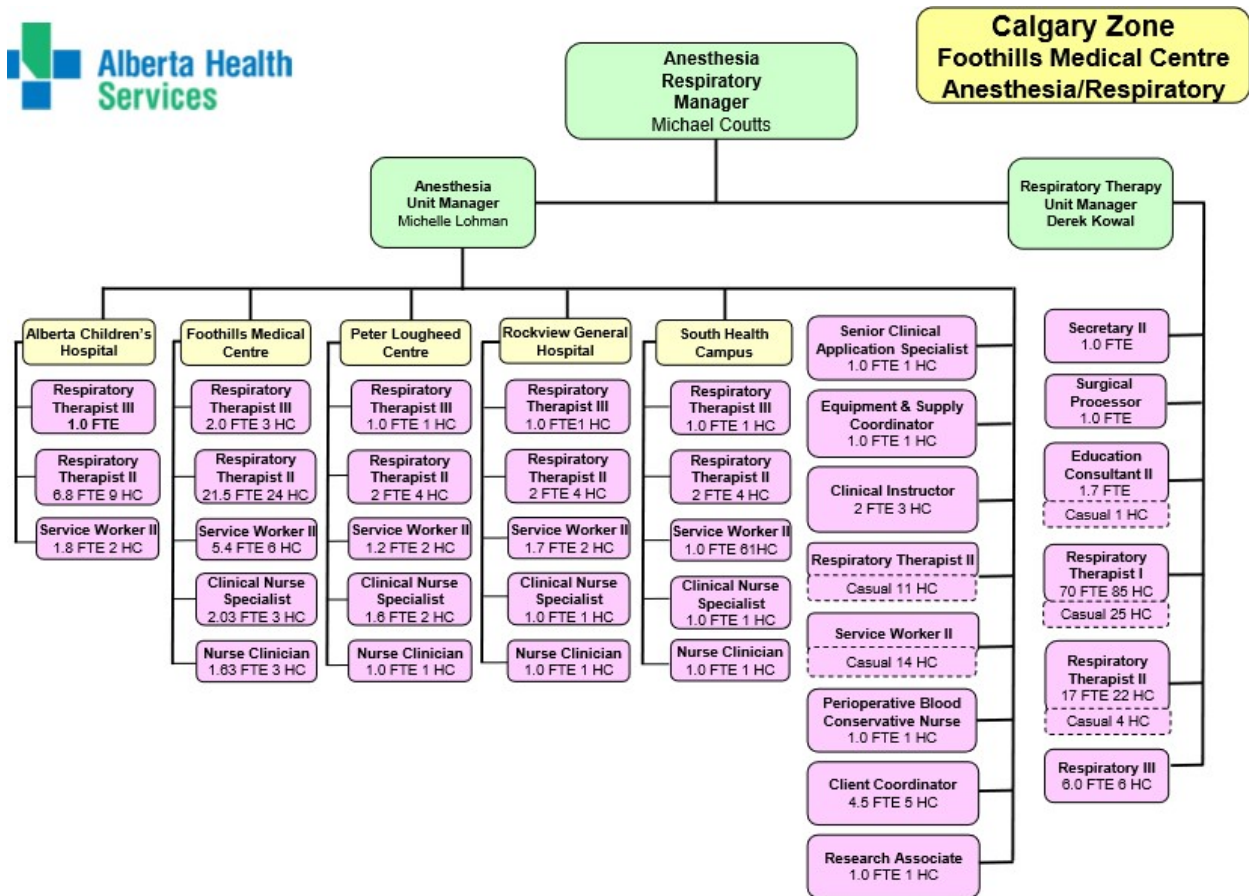 Alberta Health
Services
Calgary Zone
Foothills Medical Centre
Anesthesia/Respiratory
Anesthesia
Respiratory
Manager
Michael Coutts
Anesthesia
Unit Manager
Michelle Lohman
Respiratory Therapy
Unit Manager
Derek Kowal
Alberta Children's
Hospital
Respiratory
Therapist III
1.0 FTE
Respiratory
Therapist II
6.8 FTE 9 HC
Service Worker II
1.8 FTE 2 HC
Foothills Medical
Centre
Respiratory
Therapist III
2.0 FTE 3 HC
Respiratory
Therapist II
21.5 FTE 24 HC
Service Worker II
5.4 FTE 6 HC
Clinical Nurse
Specialist
2.03 FTE 3 HC
Nurse Clinician
1.63 FTE 3 HC
Peter Lougheed
Centre
Respiratory
Therapist III
1.0 FTE 1 HC
Respiratory
Therapist II
2 FTE 4 HC
Service Worker II
1.2 FTE 2 HC
Clinical Nurse
Specialist
1.6 FTE 2 HC
Nurse Clinician
1.0 FTE 1 HC
Rockview General
Hospital
Respiratory
Therapist III
1.0 FTE1 HC
Respiratory
Therapist II
2 FTE 4 HC
Service Worker II
1.7 FTE 2 HC
Clinical Nurse
Specialist
1.0 FTE 1 HC
Nurse Clinician
1.0 FTE 1 HC
South Health
Campus
Respiratory
Therapist III
1.0 FTE 1 HC
Respiratory
Therapist II
2 FTE 4 HC
Service Worker II
1.0 FTE 61HC
Clinical Nurse
Specialist
1.0 FTE 1 HC
Nurse Clinician
1.0 FTE 1 HC
Senior Clinical
Application Specialist
1.0 FTE 1 HC
Equipment & Supply
Coordinator
1.0 FTE 1 HC
Clinical Instructor
2 FTE 3 HC
Respiratory Therapist II
Casual 11 HC
Service Worker II
Casual 14 HC
Perioperative Blood
Conservative Nurse
1.0 FTE 1 HC
Client Coordinator
4.5 FTE 5 HC
Research Associate
1.0 FTE 1 HC
Secretary II
1.0 FTE
Surgical
Processor
1.0 FTE
Education
Consultant II
1.7 FTE
Casual 1 HC
Respiratory
Therapist I
70 FTE 85 HC
Casual 25 HC
Respiratory
Therapist II
17 FTE 22 HC
Casual 4 HC
Respiratory III
6.0 FTE 6 HC